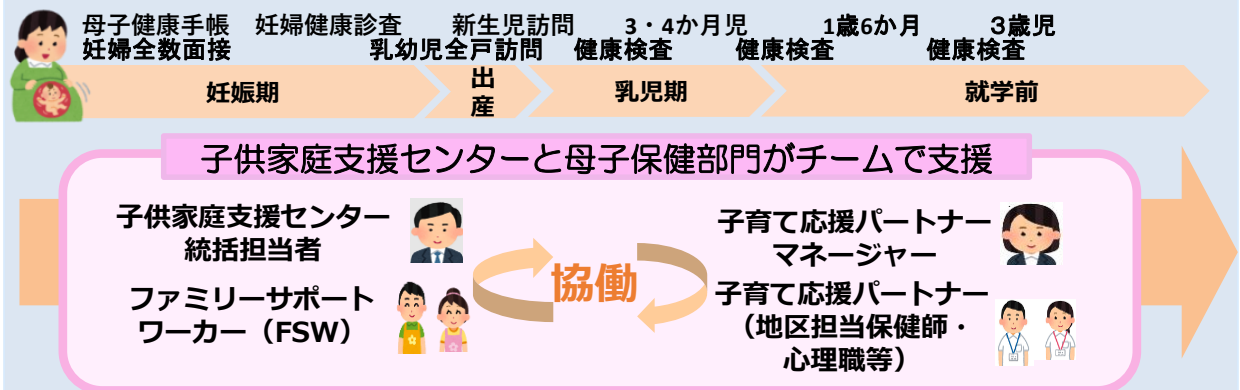 母子健康手帳 妊婦健康診査 新生児訪問 3・4か月児 1歳6か月 3歳児
妊婦全数面接 乳幼児全戸訪問 健康検査 健康検査 健康検査
妊娠期
出
産
乳児期
就学前
子供家庭支援センターと母子保健部門がチームで支援
子供家庭支援センター
統括担当者
ファミリーサポート
ワーカー（FSW）
協働
子育て応援パートナー
マネージャー
子育て応援パートナー
（地区担当保健師・
心理職等）